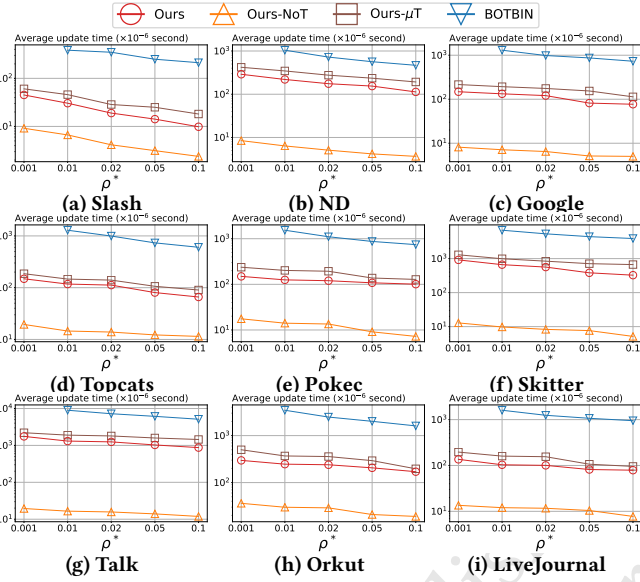 Ours Ours-NoT Ours-μT BOTBIN
Average update time (×10⁻⁶ second) Average update time (×10⁻⁶ second) Average update time (×10⁻⁶ second)
10³ 10³
10²
10² 
10¹ 10¹ 10¹
0.001 0.01 0.02 0.05 0.1 0.001 0.01 0.02 0.05 0.1 0.001 0.01 0.02 0.05 0.1
ρ* ρ* ρ*
(a) Slash (b) ND (c) Google
Average update time (×10⁻⁶ second) Average update time (×10⁻⁶ second) Average update time (×10⁻⁶ second)
10³ 10³ 10³
10² 10² 10²
10¹ 10¹ 10¹
0.001 0.01 0.02 0.05 0.1 0.001 0.01 0.02 0.05 0.1 0.001 0.01 0.02 0.05 0.1
ρ* ρ* ρ*
(d) Topcats (e) Pokec (f) Skitter
Average update time (×10⁻⁶ second) Average update time (×10⁻⁶ second) Average update time (×10⁻⁶ second)
10⁴ 10³ 10³
10³
10² 10² 10²
10¹ 10¹
0.001 0.01 0.02 0.05 0.1 0.001 0.01 0.02 0.05 0.1 0.001 0.01 0.02 0.05 0.1
ρ* ρ* ρ*
(g) Talk (h) Orkut (i) LiveJournal